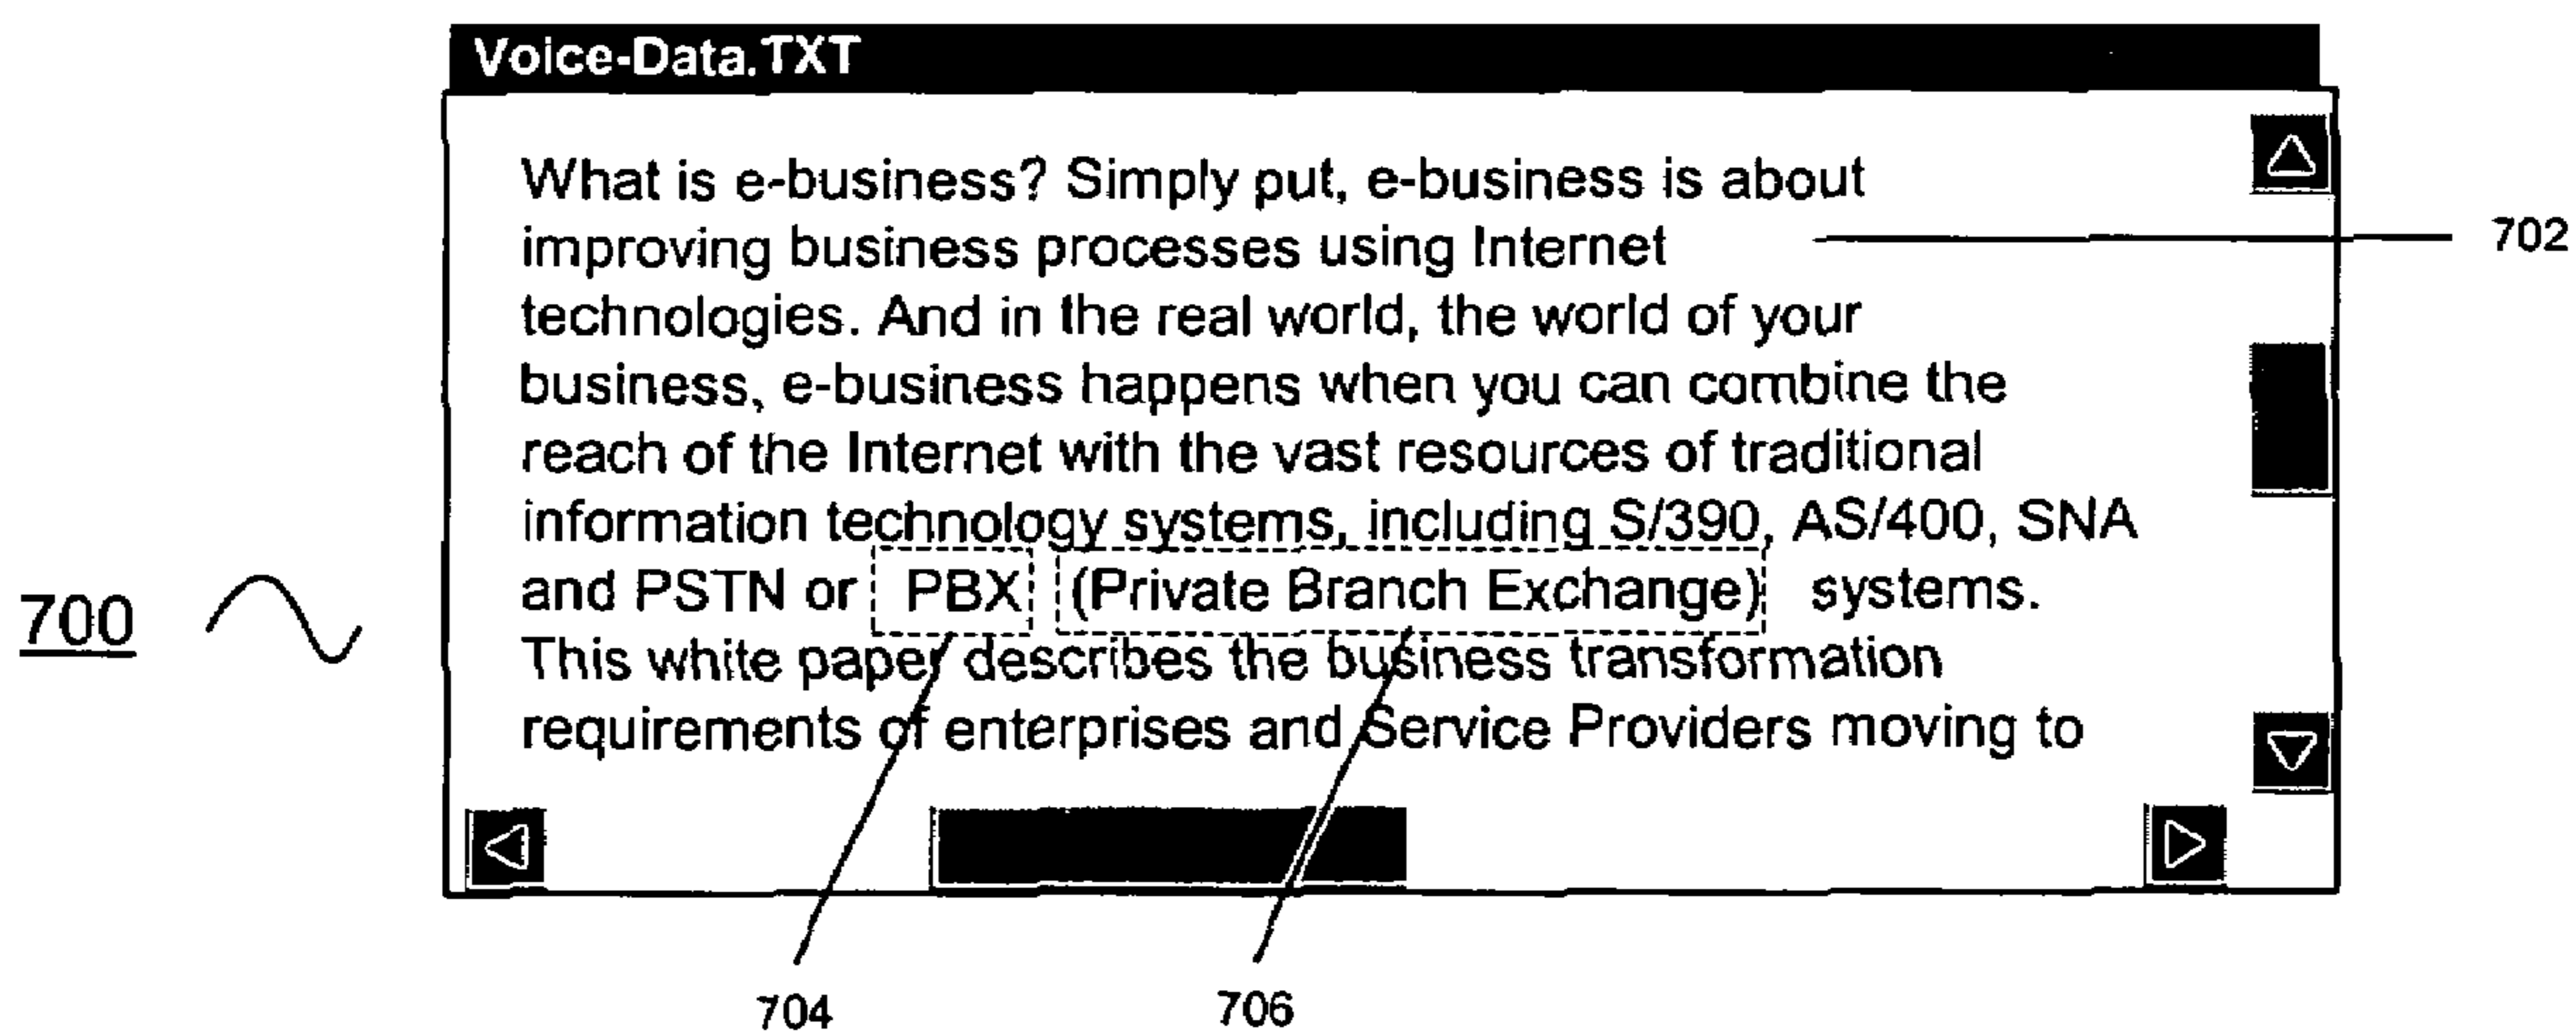 Voice-Data.TXT
What is e-business? Simply put, e-business is about
improving business processes using Internet
702
technologies. And in the real world, the world of your
business, e-business happens when you can combine the
reach of the Internet with the vast resources of traditional
information technology systems, including S/390, AS/400, SNA
700
and PSTN or PBX (Private Branch Exchange) systems.
This white paper describes the business transformation
requirements of enterprises and Service Providers moving to
704
706